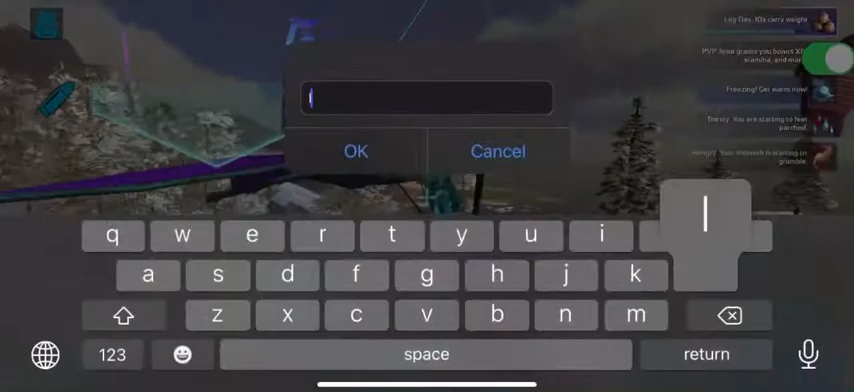 Leg Day: 10x carry weight
PVP Area grants you bonus XP,
stamina, and more
Freezing! Get warm now!
Thirsty. You are starting to feel
parched.
Hungry. Your stomach is starting to
grumble.
l
OK Cancel
q w e r t y u i
l
a s d f g h j k
z x c v b n m
123 space return